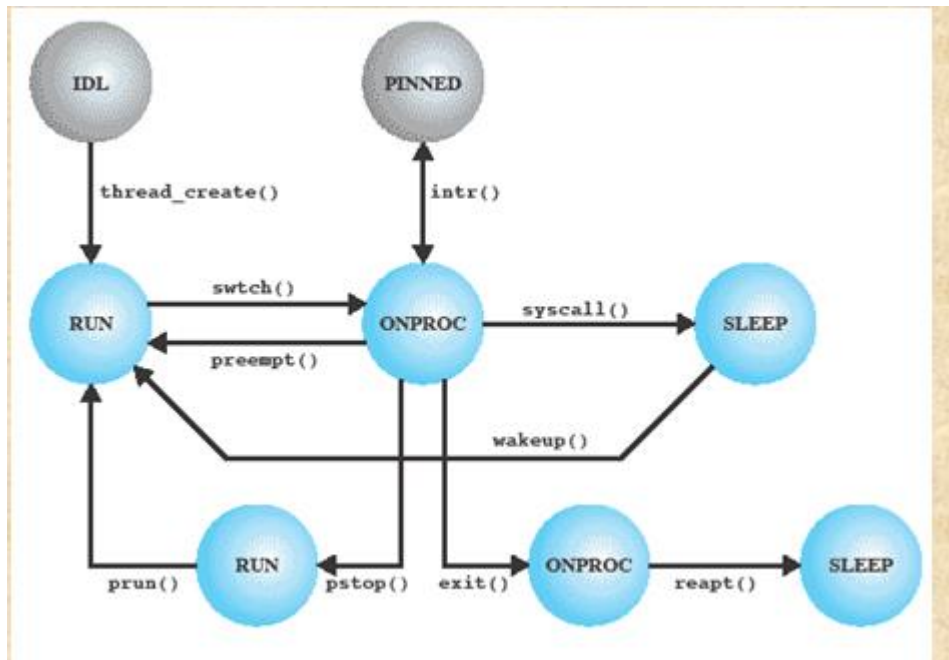 IDL
PINNED
thread_create()
intr()
swtch()
syscall()
RUN
ONPROC
SLEEP
preempt()
wakeup()
RUN
ONPROC
SLEEP
prun()
pstop()
exit()
reapt()